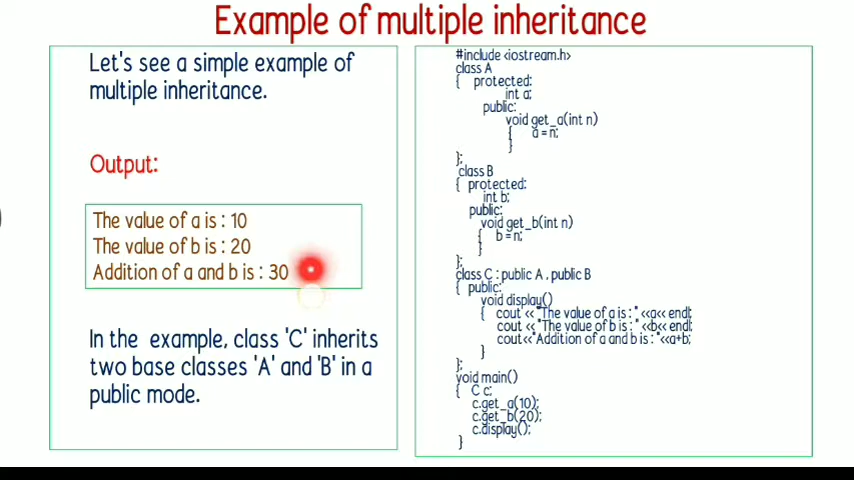 Example of multiple inheritance
Let's see a simple example of
multiple inheritance.
Output:
The value of a is : 10
The value of b is : 20
Addition of a and b is : 30
In the example, class 'C' inherits
two base classes 'A' and 'B' in a
public mode.
#include <iostream.h>
class A
{ protected:
int a;
public:
void get_a(int n)
{ a = n;
}
};
class B
{ protected:
int b;
public:
void get_b(int n)
{ b = n;
}
};
class C : public A , public B
{ public:
void display()
{ cout << "The value of a is : " <<a<< endl;
cout << "The value of b is : " <<b<< endl;
cout<<"Addition of a and b is : "<<a+b;
}
};
void main()
{ C c;
c.get_a(10);
c.get_b(20);
c.display();
}